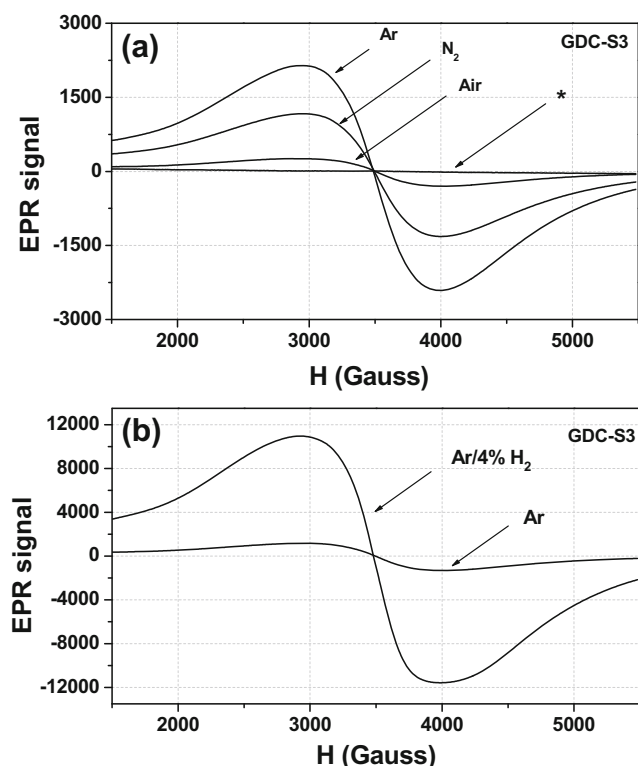 (a)
GDC-S3
Ar
N₂
Air
*
3000
1500
0
-1500
-3000
EPR signal
2000 3000 4000 5000
H (Gauss)
(b)
GDC-S3
Ar/4% H₂
Ar
12000
8000
4000
0
-4000
-8000
-12000
EPR signal
2000 3000 4000 5000
H (Gauss)